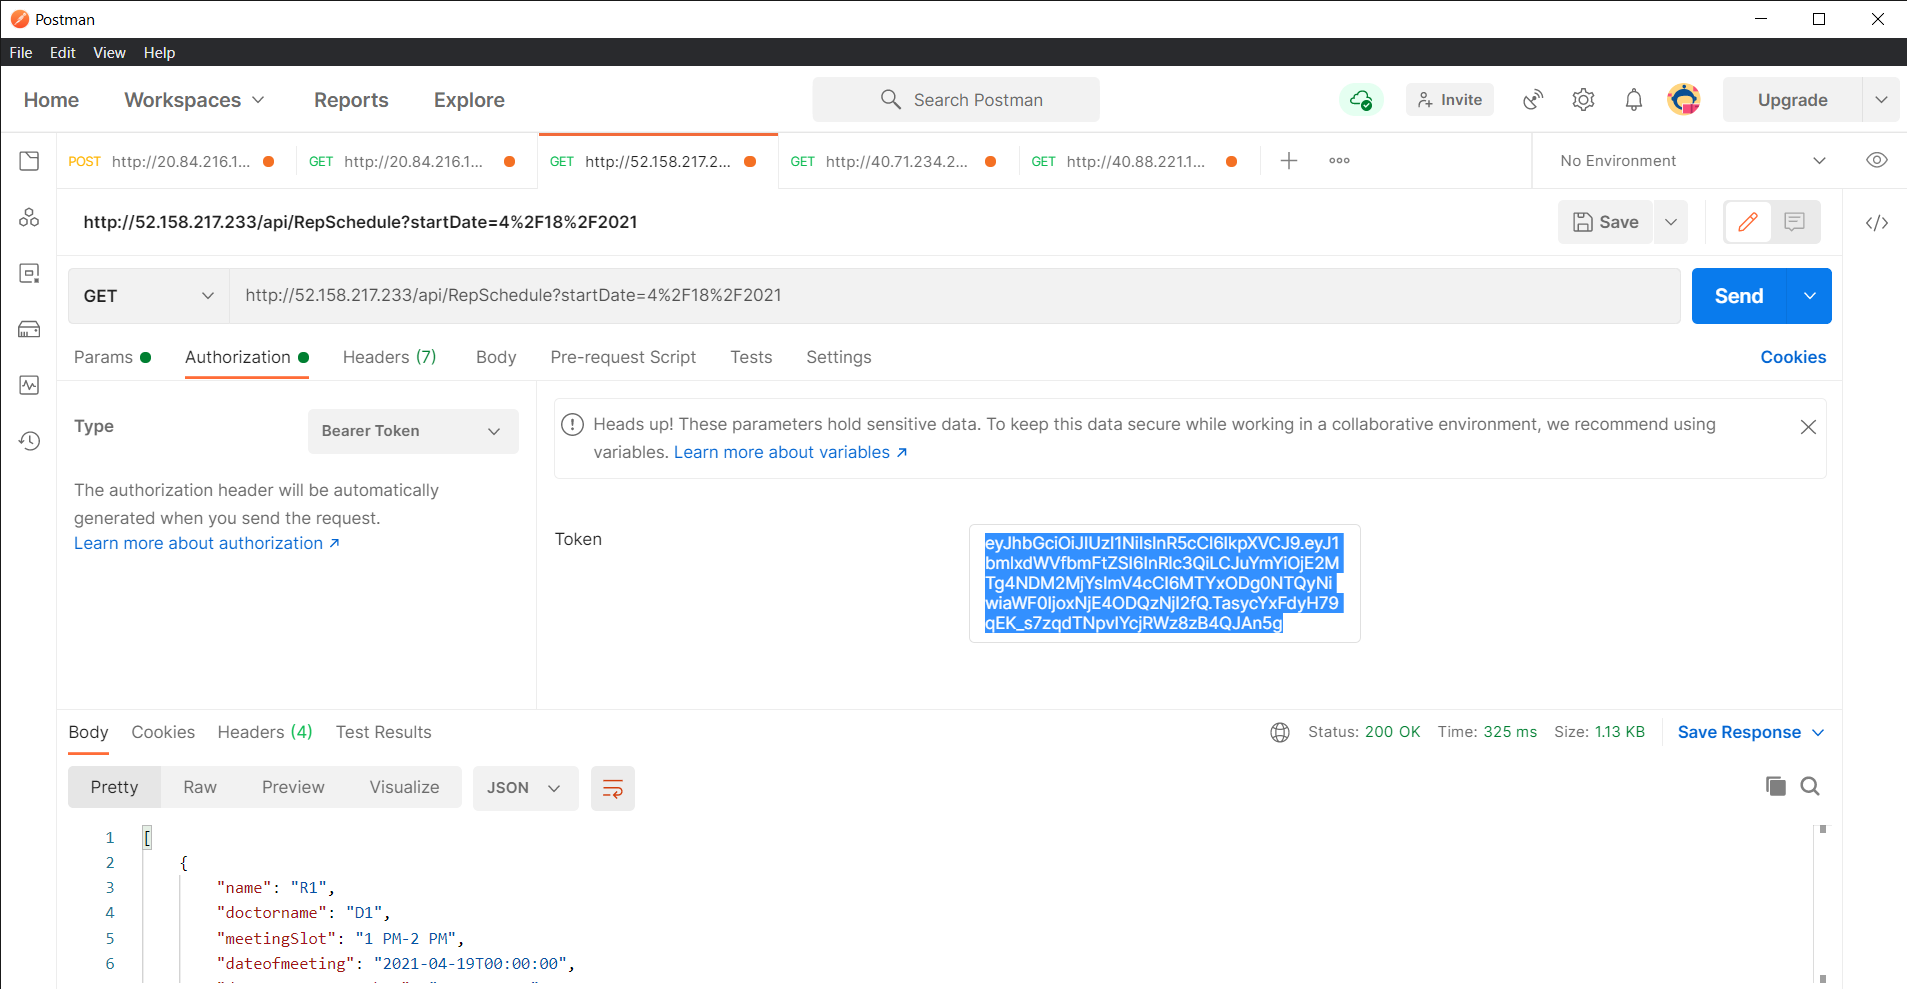 Postman
File Edit View Help
Home Workspaces Reports Explore Search Postman Invite Upgrade
POST http://20.84.216.1... GET http://20.84.216.1... GET http://52.158.217.2... GET http://40.71.234.2... GET http://40.88.221.1... No Environment
http://52.158.217.233/api/RepSchedule?startDate=4%2F18%2F2021 Save
GET http://52.158.217.233/api/RepSchedule?startDate=4%2F18%2F2021 Send
Params Authorization Headers (7) Body Pre-request Script Tests Settings Cookies
Type Bearer Token
The authorization header will be automatically
generated when you send the request.
Learn more about authorization ↗
Heads up! These parameters hold sensitive data. To keep this data secure while working in a collaborative environment, we recommend using
variables. Learn more about variables ↗
Token
eyJhbGciOiJIUzI1NiIsInR5cCI6IkpXVCJ9.eyJ1
bmlxdWVfbmFtZSI6InRlc3QiLCJuYmYiOjE2M
Tg4NDM2MjYsImV4cCI6MTYxODg0NTQyNi
wiaWF0IjoxNjE4ODQzNjI2fQ.TasycYxFdyH79
qEK_s7zqdTNpvIYcjRWz8zB4QJAn5g
Body Cookies Headers (4) Test Results Status: 200 OK Time: 325 ms Size: 1.13 KB Save Response
Pretty Raw Preview Visualize JSON
1 [
2 {
3 "name": "R1",
4 "doctorname": "D1",
5 "meetingSlot": "1 PM-2 PM",
6 "dateofmeeting": "2021-04-19T00:00:00",